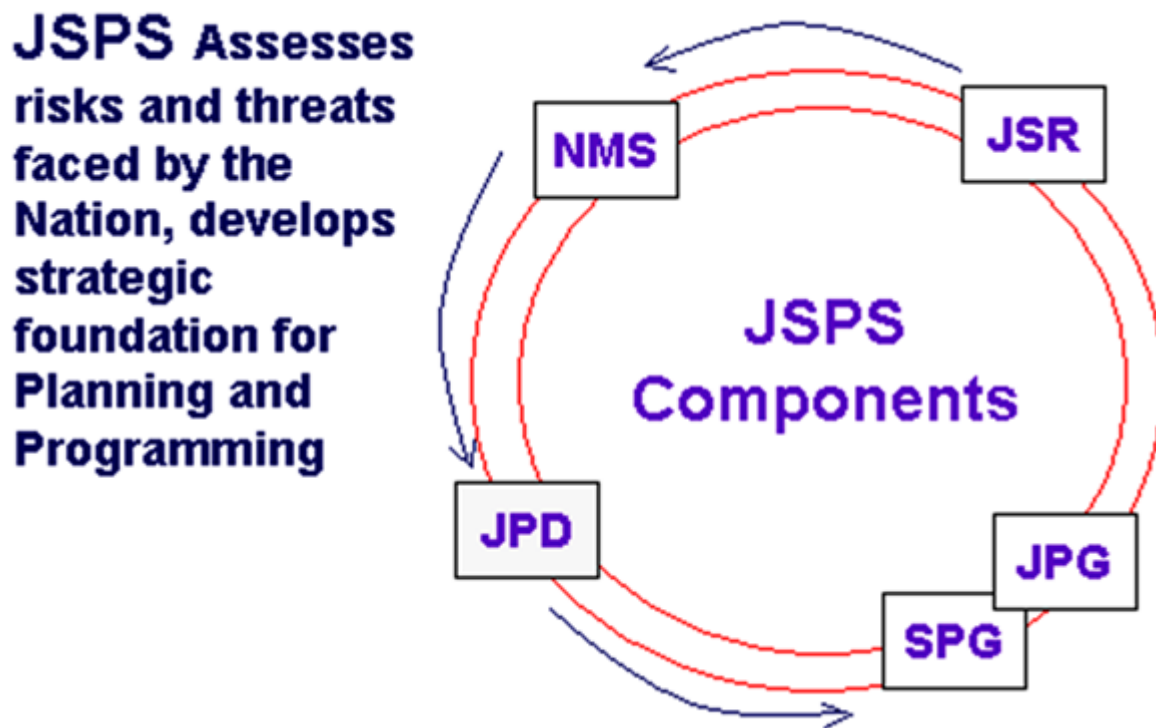 JSPS Assesses
risks and threats
faced by the
Nation, develops
strategic
foundation for
Planning and
Programming
NMS
JSR
JSPS
Components
JPD
JPG
SPG